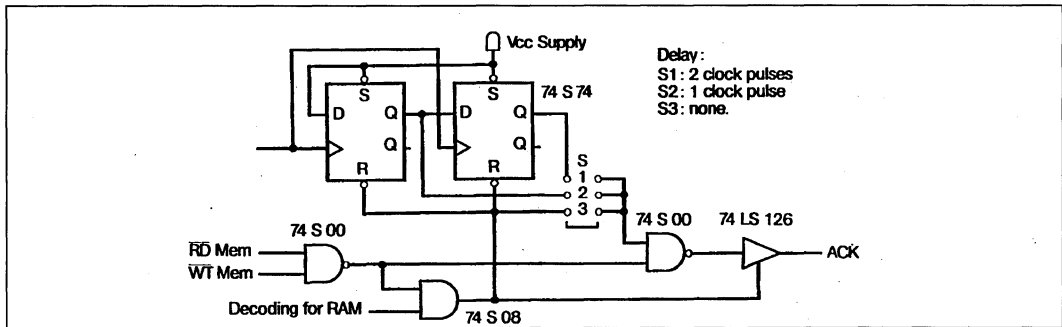 Vcc Supply
Delay :
S1 : 2 clock pulses
S2 : 1 clock pulse
S3 : none.
74 S 74
S
S
D
Q
D
Q
Q
Q
R
R
S
1
2
3
74 S 00
74 S 00
74 LS 126
RD Mem
WT Mem
ACK
Decoding for RAM
74 S 08